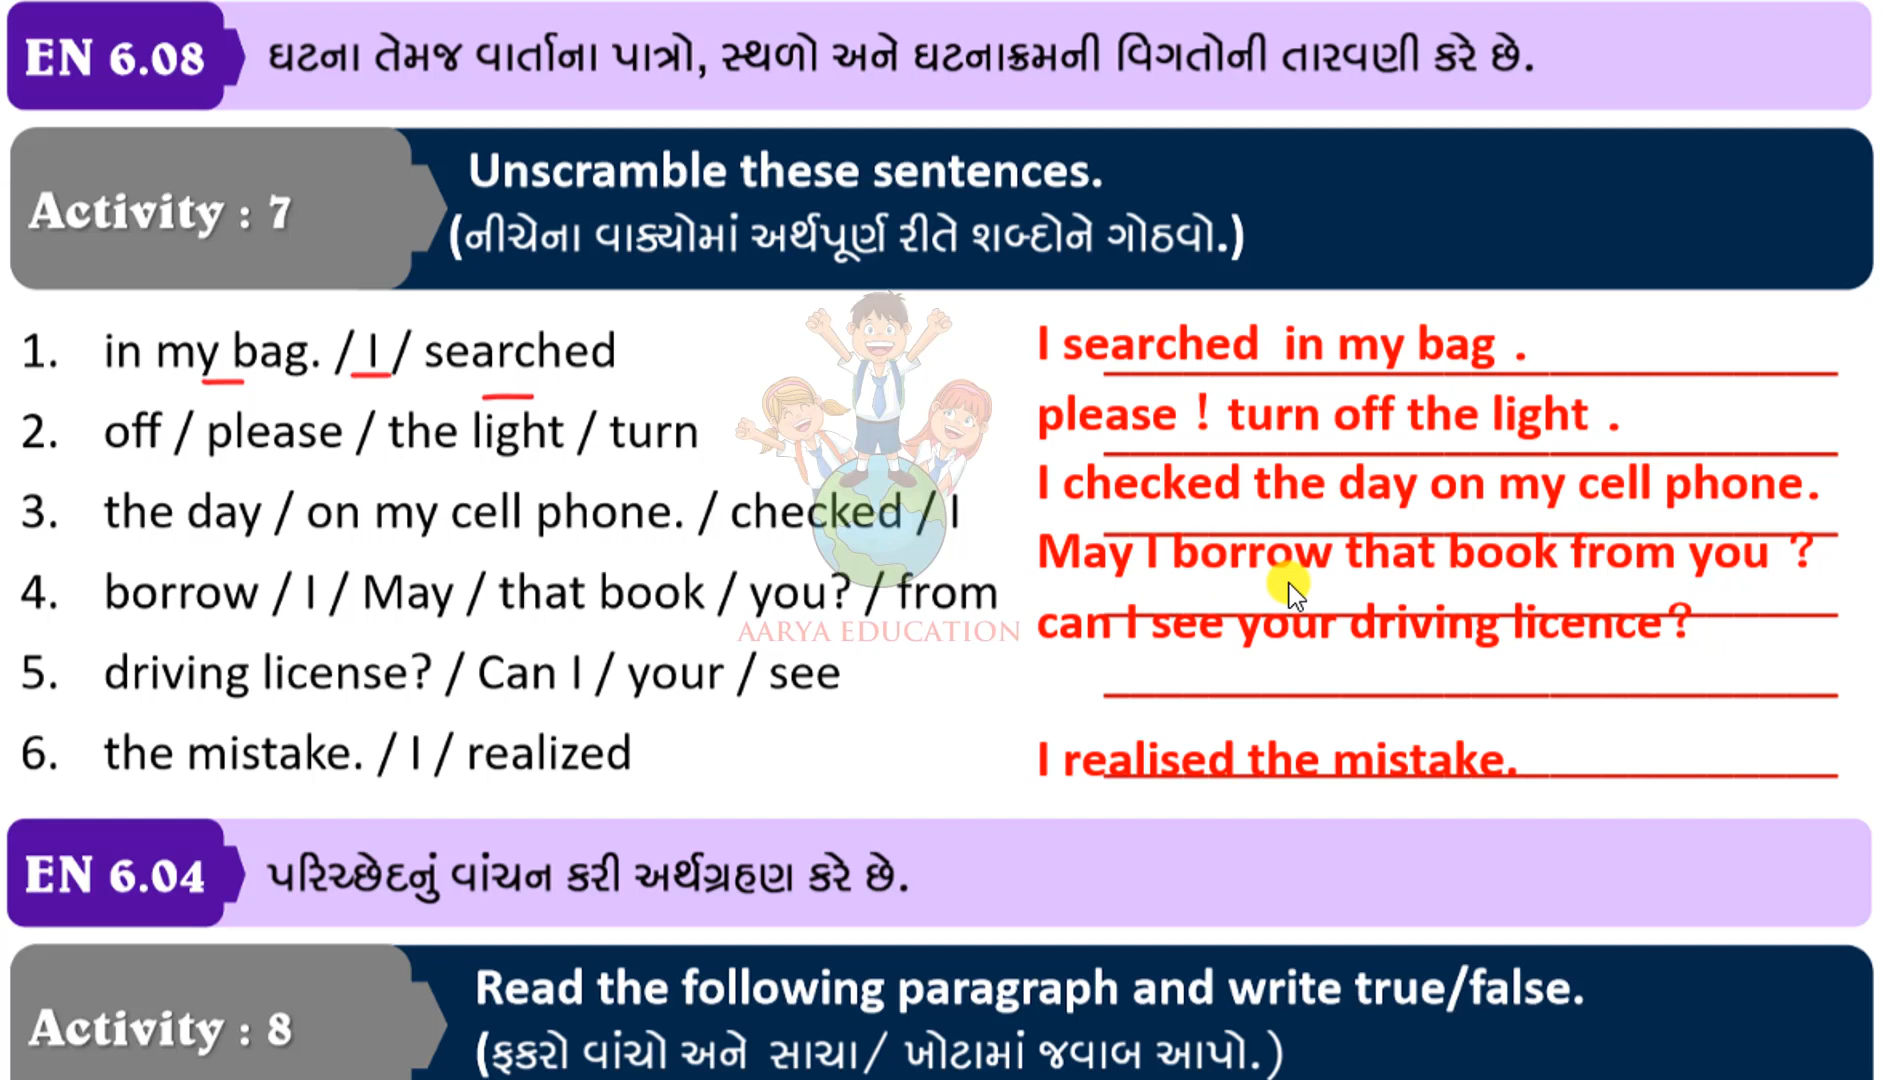 EN 6.08 ઘટના તેમજ વાર્તાના પાત્રો, સ્થળો અને ઘટનાક્રમની વિગતોની તારવણી કરે છે.
Activity : 7
Unscramble these sentences.
(નીચેના વાક્યોમાં અર્થપૂર્ણ રીતે શબ્દોને ગોઠવો.)
1. in my bag. / I / searched
I searched in my bag .
2. off / please / the light / turn
please ! turn off the light .
3. the day / on my cell phone. / checked / I
I checked the day on my cell phone.
4. borrow / I / May / that book / you? / from
May I borrow that book from you ?
AARYA EDUCATION
can I see your driving licence?
5. driving license? / Can I / your / see
6. the mistake. / I / realized
I realised the mistake.
EN 6.04 પરિચ્છેદનું વાંચન કરી અર્થગ્રહણ કરે છે.
Activity : 8
Read the following paragraph and write true/false.
(ફકરો વાંચો અને સાચા/ ખોટામાં જવાબ આપો.)